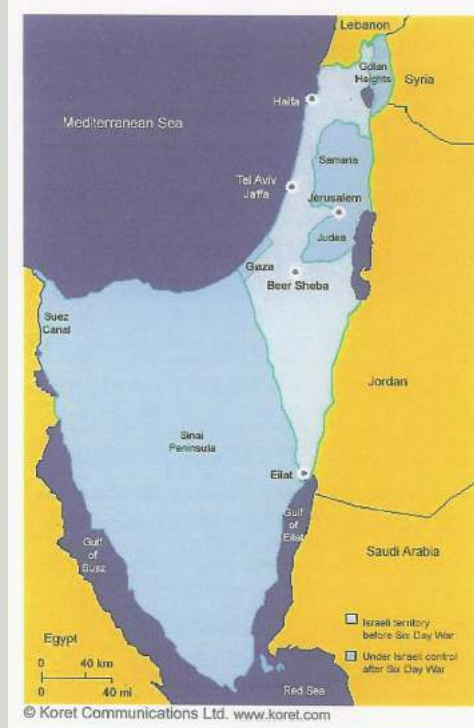 Lebanon
Golan
Heights
Syria
Haifa
Mediterranean Sea
Samaria
Tel Aviv
Jaffa
Jerusalem
Judea
Gaza
Beer Sheba
Suez
Canal
Jordan
Sinai
Peninsula
Eilat
Gulf
of
Eilat
Gulf
of
Suez
Saudi Arabia
Israeli territory
before Six Day War
Egypt
Under Israeli control
after Six Day War
0 40 km
0 40 mi
Red Sea
© Koret Communications Ltd. www.koret.com